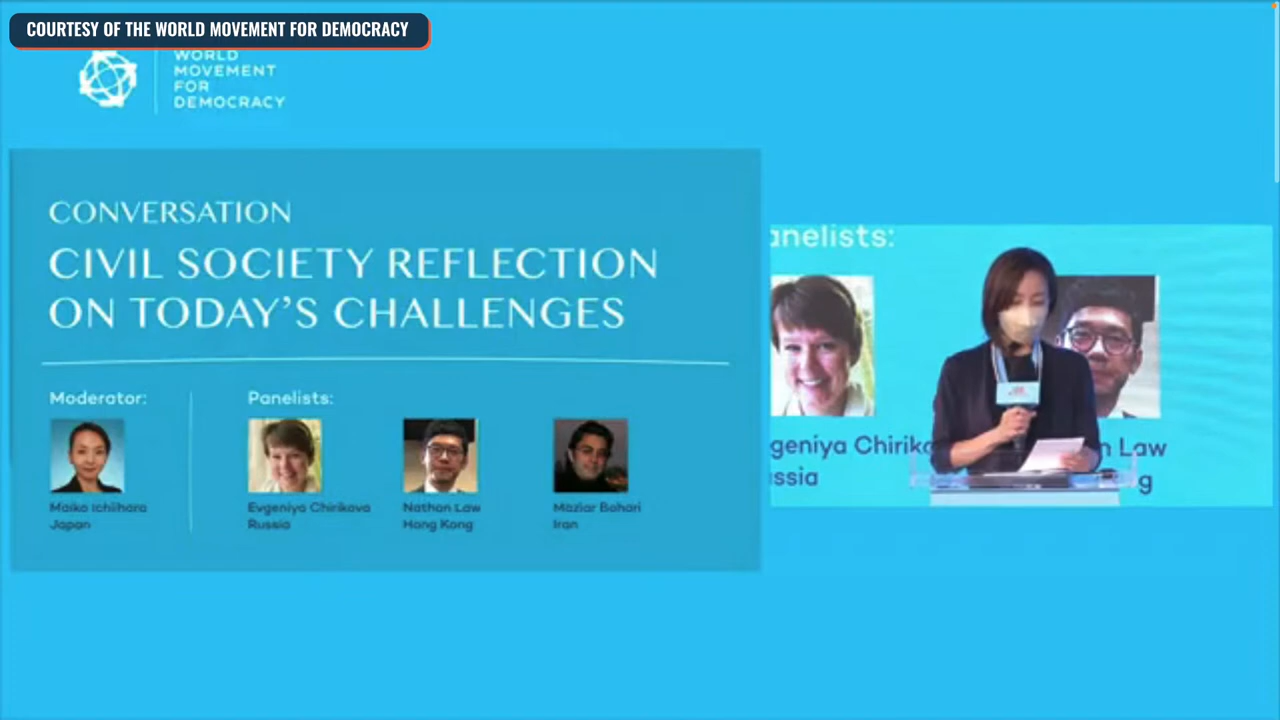 COURTESY OF THE WORLD MOVEMENT FOR DEMOCRACY
WORLD
MOVEMENT
FOR
DEMOCRACY
CONVERSATION
CIVIL SOCIETY REFLECTION
ON TODAY'S CHALLENGES
Moderator:
Panelists:
Maiko Ichihara
Japan
Evgeniya Chirikova
Russia
Nathan Law
Hong Kong
Maziar Bahari
Iran
anelists:
geniya Chirik
n Law
ssia
g